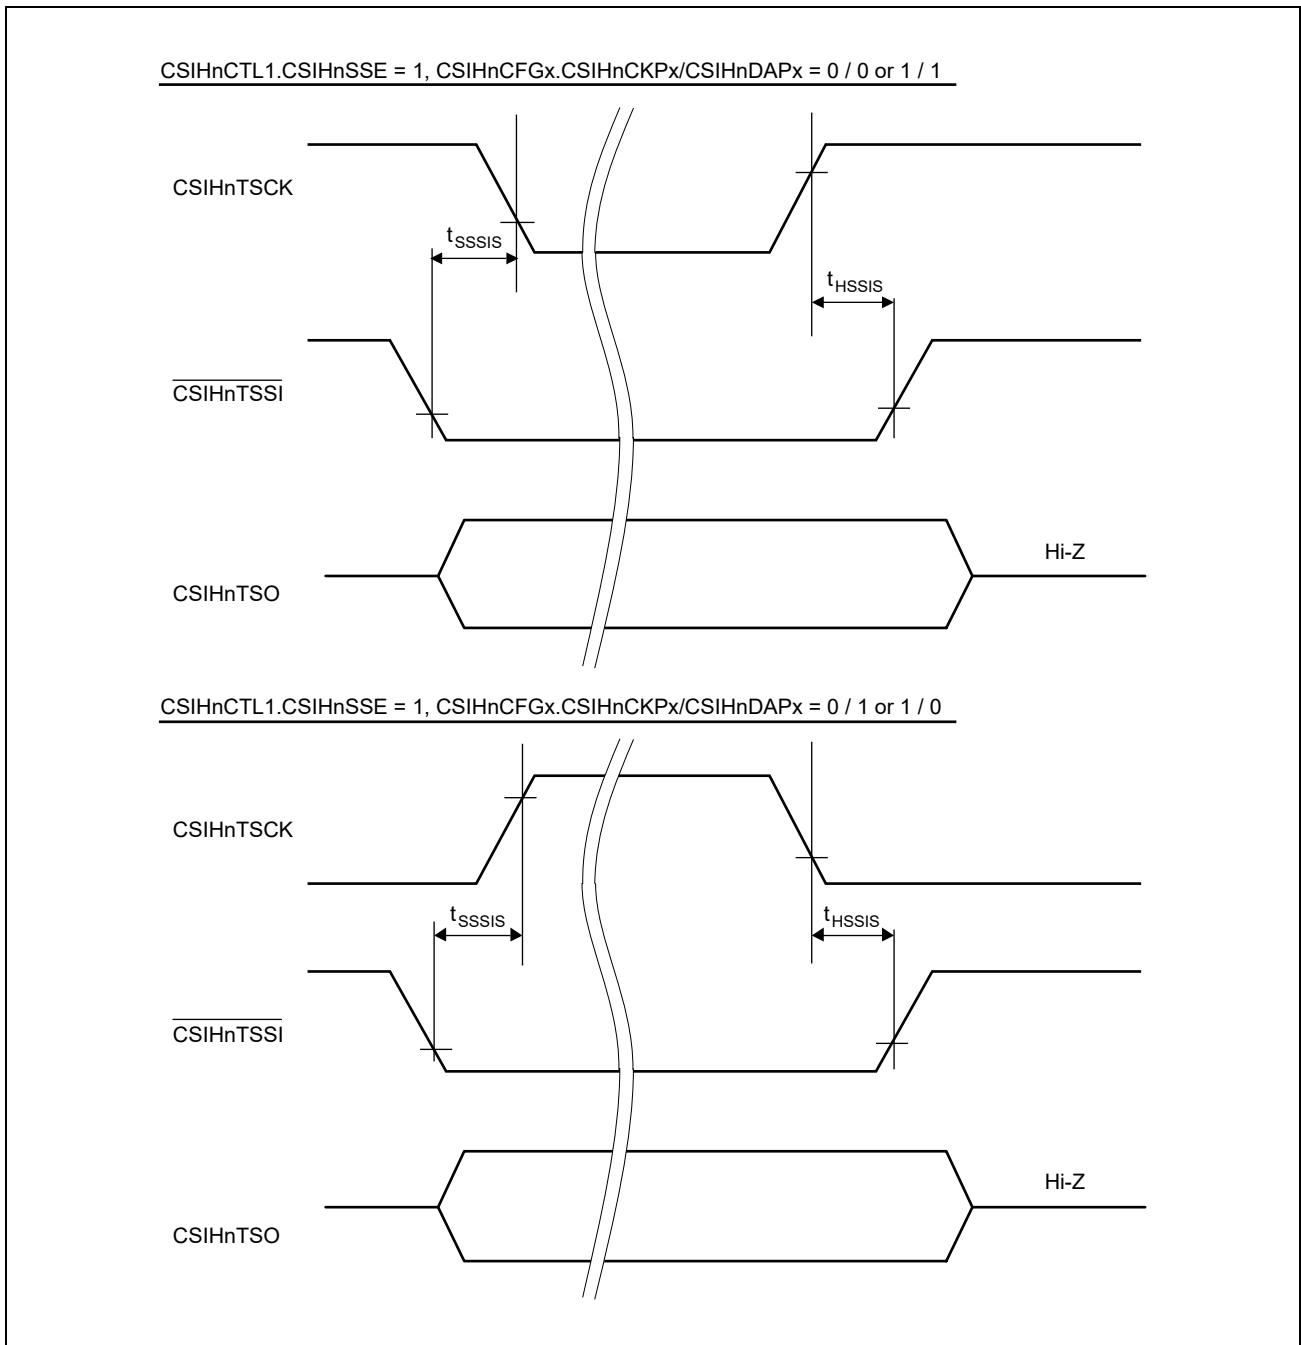 CSIHnCTL1.CSIHnSSE = 1, CSIHnCFGx.CSIHnCKPx/CSIHnDAPx = 0 / 0 or 1 / 1
CSIHnTSCK
tSSSIS
tHSSIS
CSIHnTSSI
Hi-Z
CSIHnTSO
CSIHnCTL1.CSIHnSSE = 1, CSIHnCFGx.CSIHnCKPx/CSIHnDAPx = 0 / 1 or 1 / 0
CSIHnTSCK
tSSSIS
tHSSIS
CSIHnTSSI
Hi-Z
CSIHnTSO